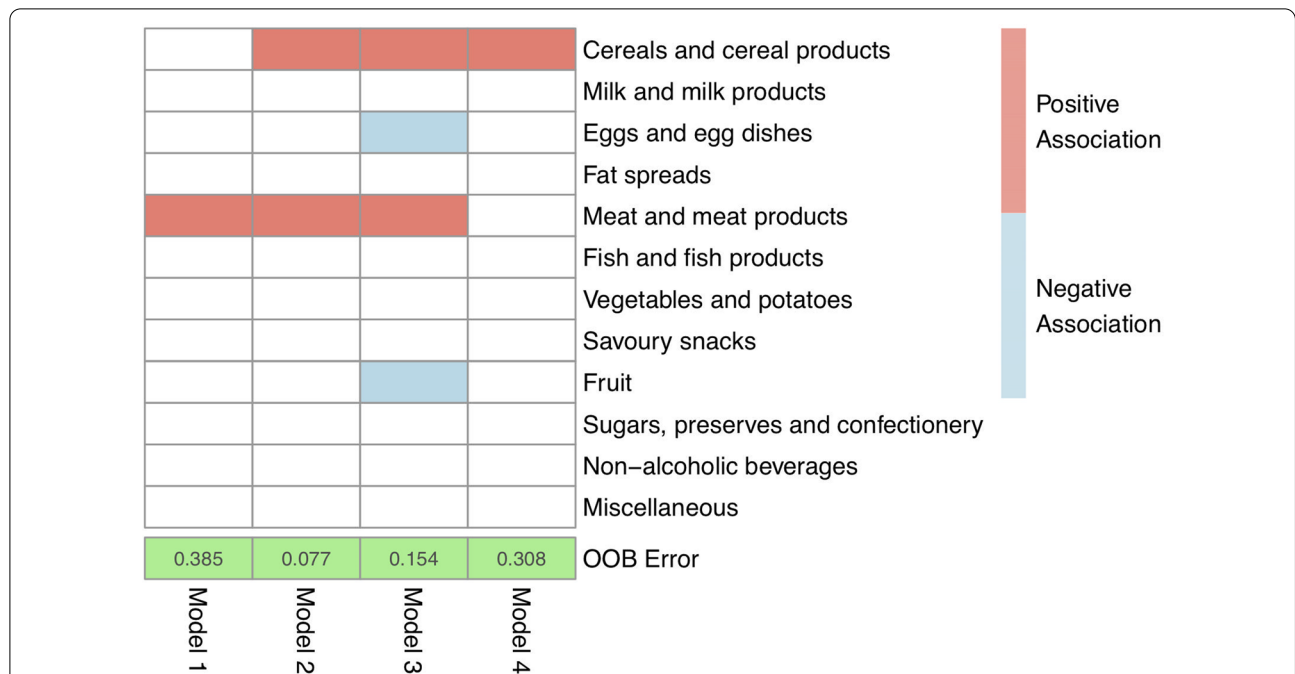 Cereals and cereal products
Milk and milk products
Eggs and egg dishes
Fat spreads
Meat and meat products
Fish and fish products
Vegetables and potatoes
Savoury snacks
Fruit
Sugars, preserves and confectionery
Non−alcoholic beverages
Miscellaneous
0.385 0.077 0.154 0.308 OOB Error
Model 1
Model 2
Model 3
Model 4
Positive
Association
Negative
Association